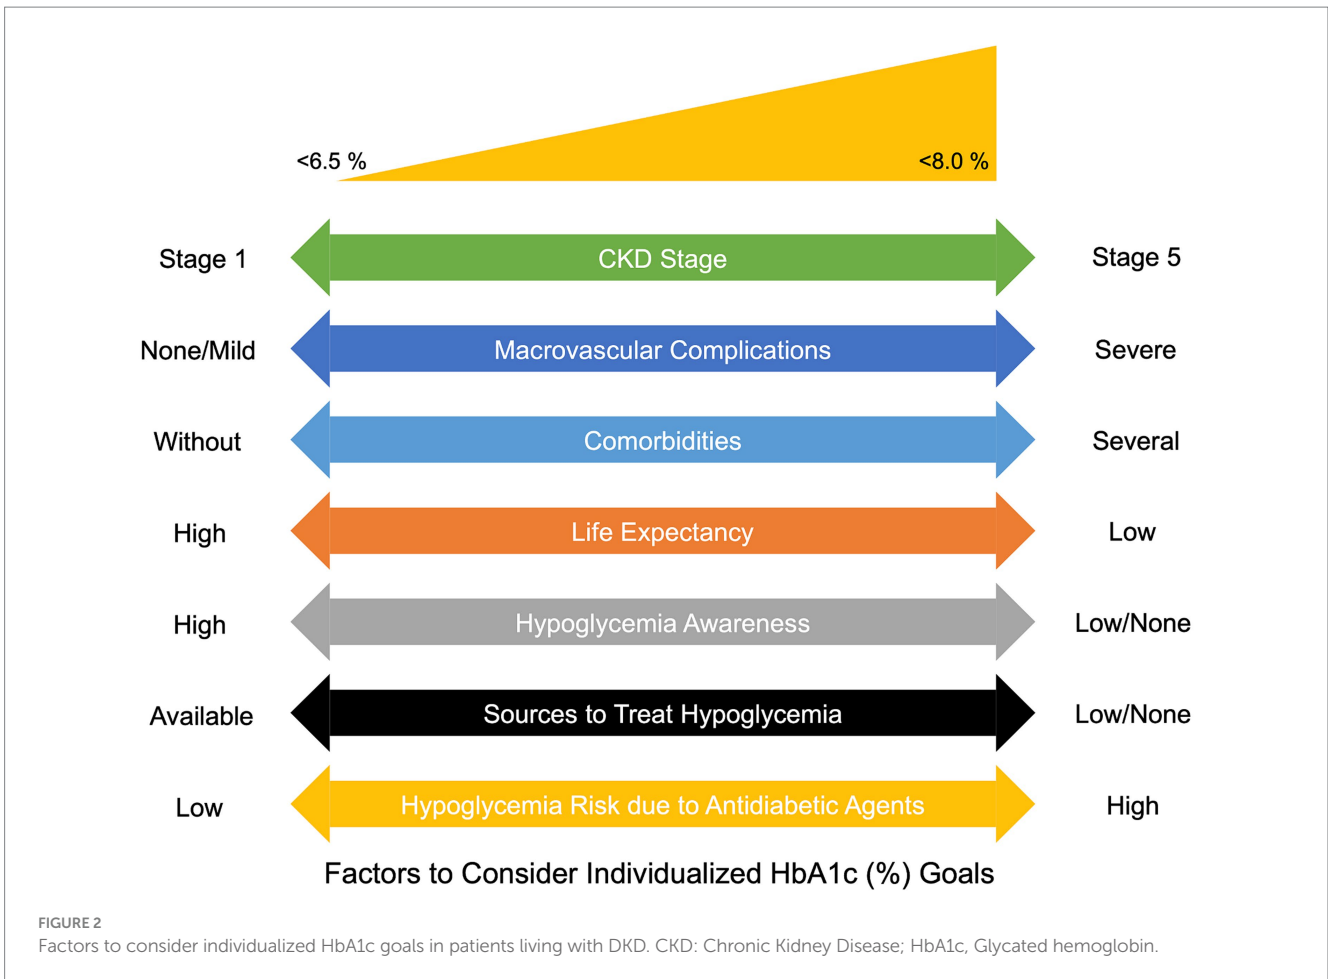 <6.5 %
<8.0 %
Stage 1
CKD Stage
Stage 5
None/Mild
Macrovascular Complications
Severe
Without
Comorbidities
Several
High
Life Expectancy
Low
High
Hypoglycemia Awareness
Low/None
Available
Sources to Treat Hypoglycemia
Low/None
Low
Hypoglycemia Risk due to Antidiabetic Agents
High
Factors to Consider Individualized HbA1c (%) Goals
FIGURE 2
Factors to consider individualized HbA1c goals in patients living with DKD. CKD: Chronic Kidney Disease; HbA1c, Glycated hemoglobin.